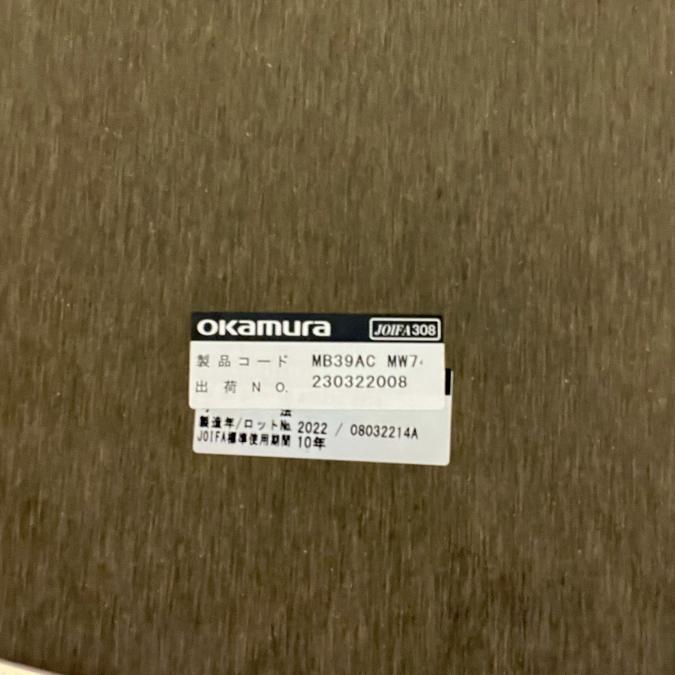 okamura JOIFA308
製品コード MB39AC MW7
出荷NO. 230322008
法
製造年/ロット№ 2022 / 08032214A
JOIFA標準使用期間 10年